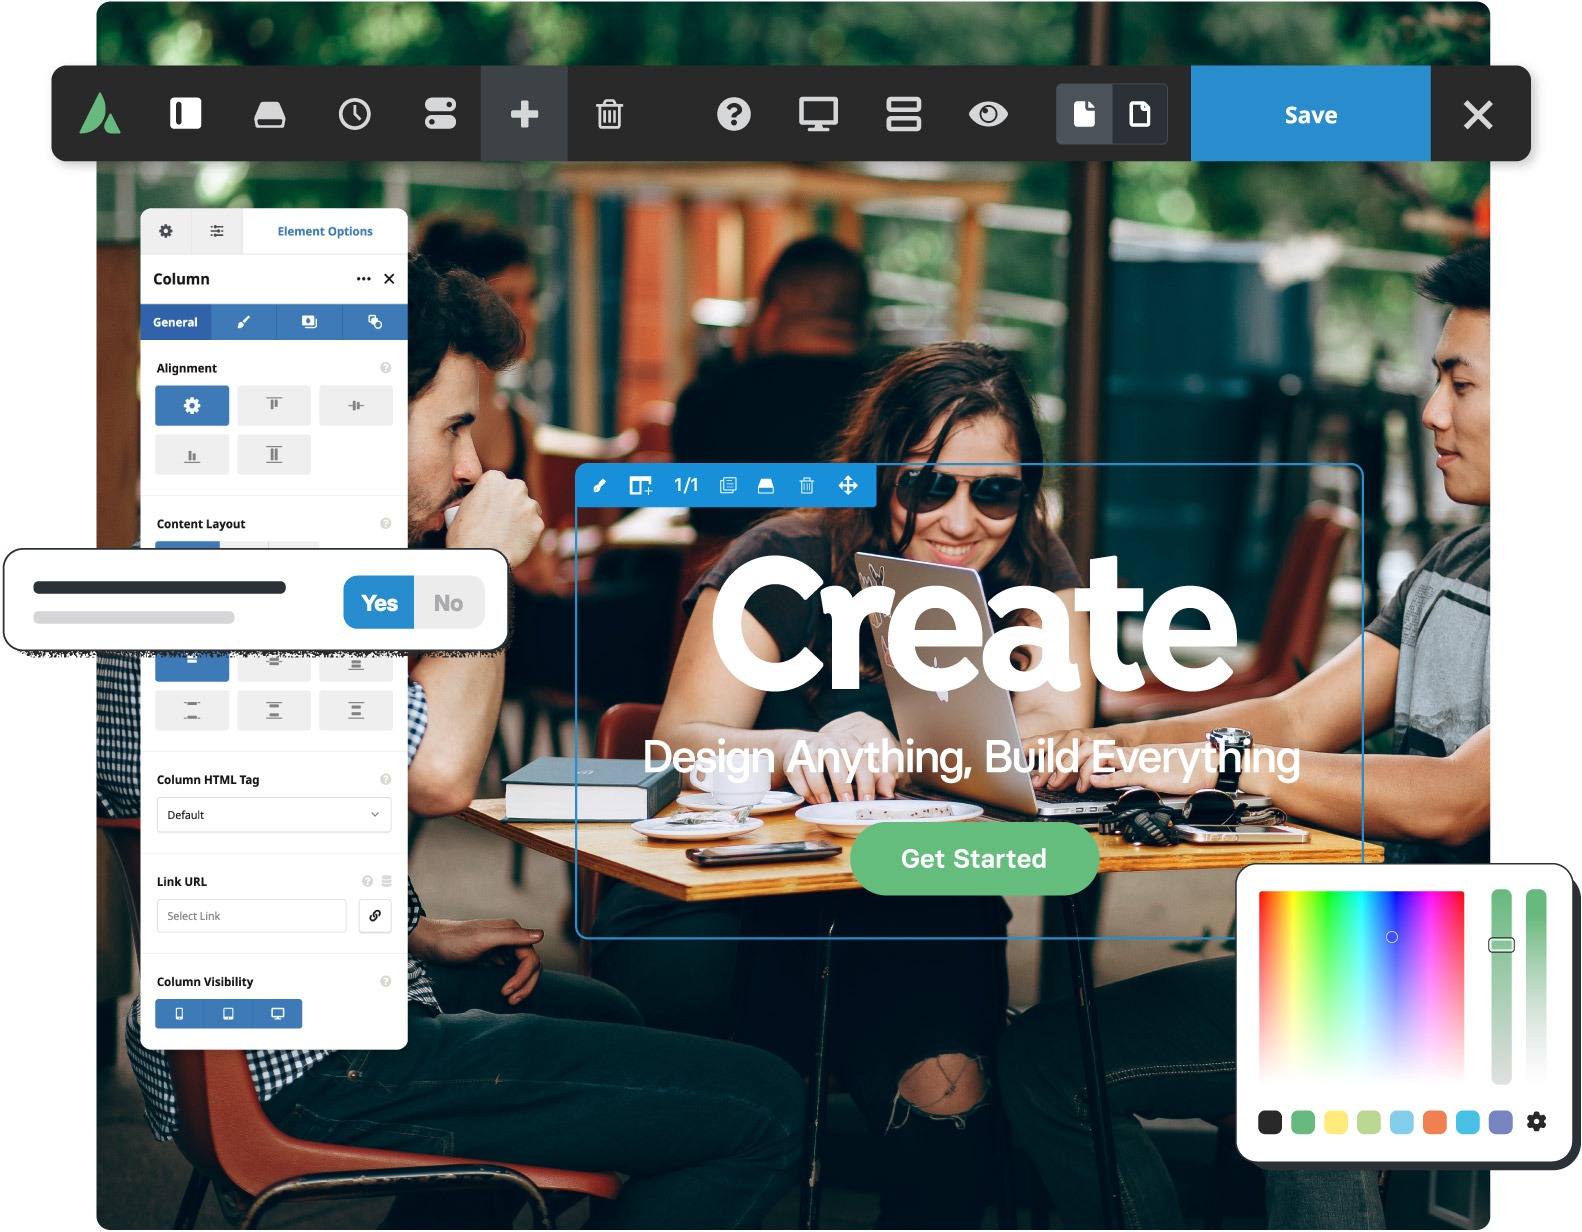 Save
Element Options
Column
General
Alignment
Content Layout
Yes No
Column HTML Tag
Default
Link URL
Select Link
Column Visibility
1/1
Create
Design Anything, Build Everything
Get Started